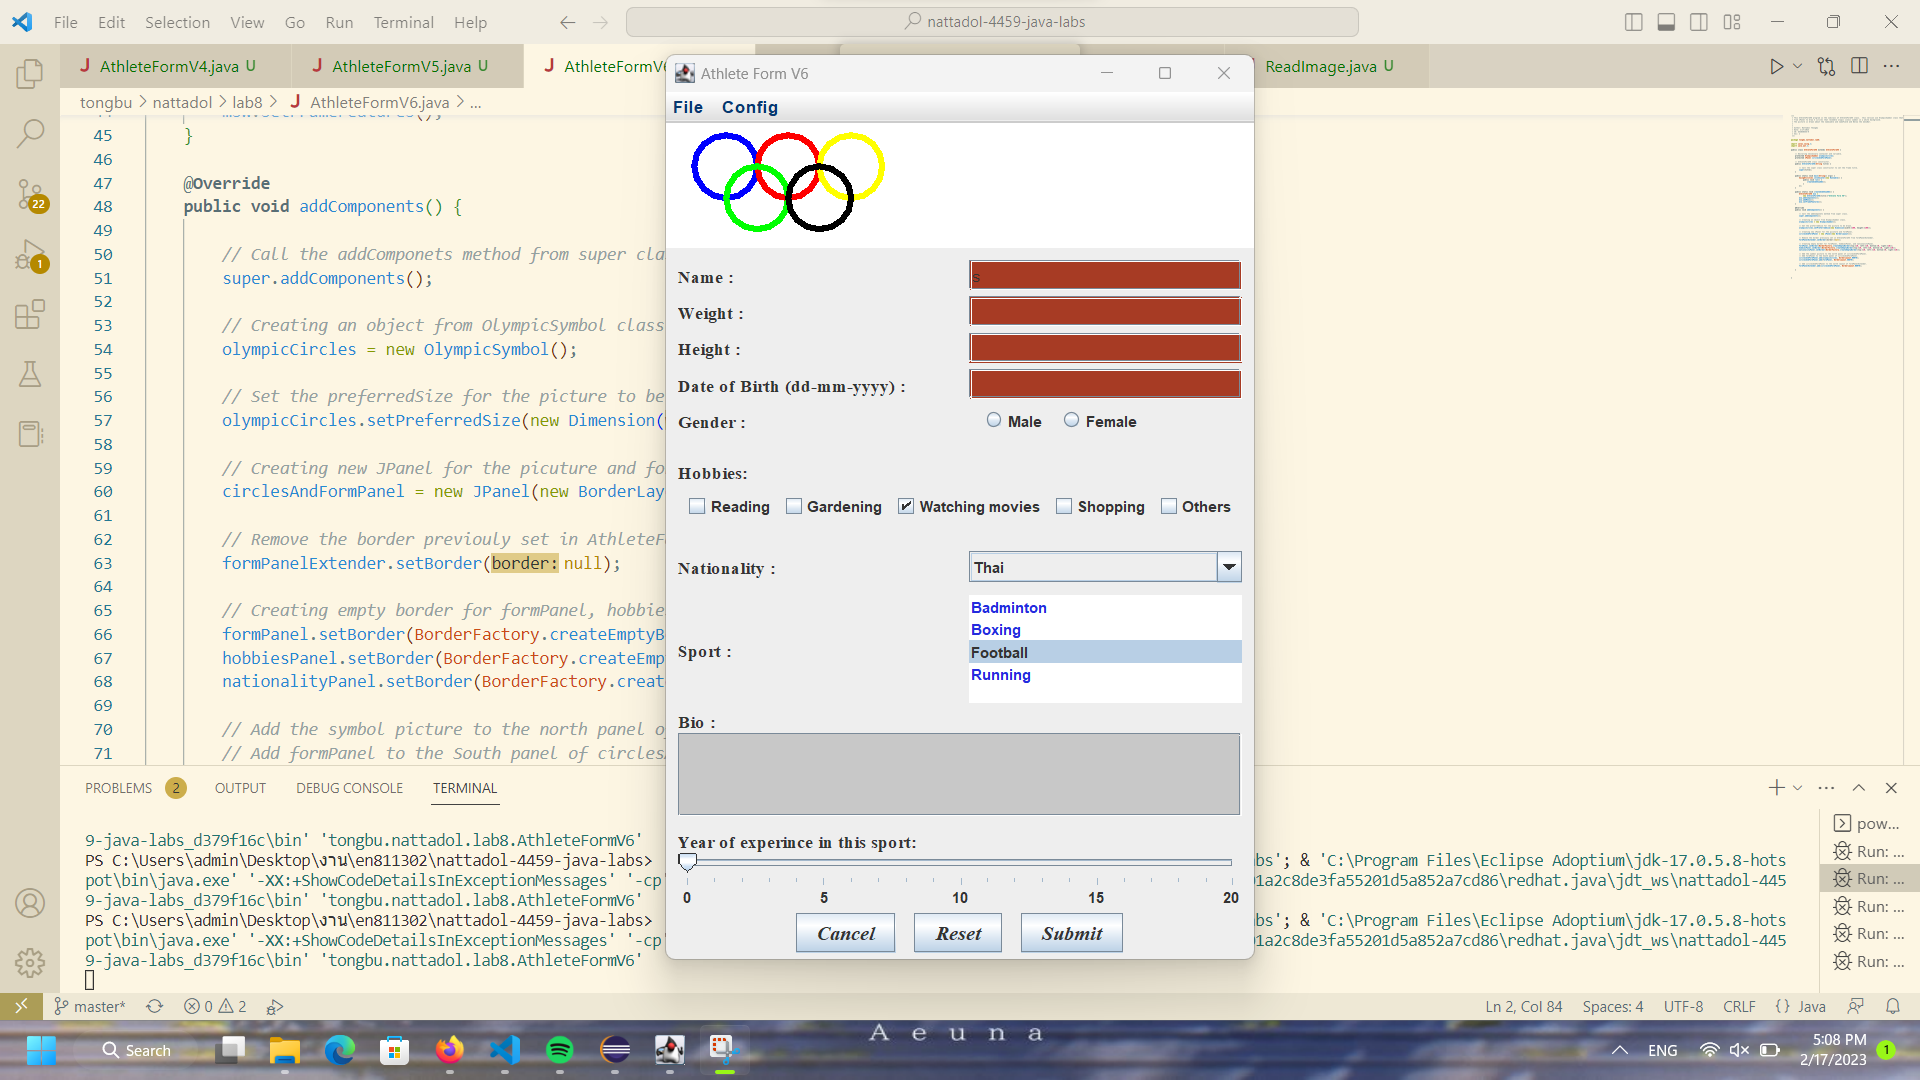 File Edit Selection View Go Run Terminal Help
nattadol-4459-java-labs
AthleteFormV4.java U
AthleteFormV5.java U
AthleteFormV6
ReadImage.java U
tongbu > nattadol > lab8 > AthleteFormV6.java > ...
45 }
46
47 @Override
48 public void addComponents() {
49
50 // Call the addComponets method from super cla
51 super.addComponents();
52
53 // Creating an object from OlympicSymbol class
54 olympicCircles = new OlympicSymbol();
55
56 // Set the preferredSize for the picture to be
57 olympicCircles.setPreferredSize(new Dimension(
58
59 // Creating new JPanel for the picuture and fo
60 circlesAndFormPanel = new JPanel(new BorderLay
61
62 // Remove the border previouly set in AthleteF
63 formPanelExtender.setBorder(border: null);
64
65 // Creating empty border for formPanel, hobbie
66 formPanel.setBorder(BorderFactory.createEmptyB
67 hobbiesPanel.setBorder(BorderFactory.createEmp
68 nationalityPanel.setBorder(BorderFactory.creat
69
70 // Add the symbol picture to the north panel o
71 // Add formPanel to the South panel of circles
22
1
Athlete Form V6
File Config
Name : s
Weight :
Height :
Date of Birth (dd-mm-yyyy) :
Gender : Male Female
Hobbies:
Reading Gardening Watching movies Shopping Others
Nationality : Thai
Badminton
Boxing
Sport :
Football
Running
Bio :
Year of experince in this sport:
0 5 10 15 20
Cancel Reset Submit
PROBLEMS 2 OUTPUT DEBUG CONSOLE TERMINAL
9-java-labs_d379f16c\bin' 'tongbu.nattadol.lab8.AthleteFormV6'
PS C:\Users\admin\Desktop\งาน\en811302\nattadol-4459-java-labs> bs'; & 'C:\Program Files\Eclipse Adoptium\jdk-17.0.5.8-hots
pot\bin\java.exe' '-XX:+ShowCodeDetailsInExceptionMessages' '-cp' 01a2c8de3fa55201d5a852a7cd86\redhat.java\jdt_ws\nattadol-445
9-java-labs_d379f16c\bin' 'tongbu.nattadol.lab8.AthleteFormV6'
PS C:\Users\admin\Desktop\งาน\en811302\nattadol-4459-java-labs> bs'; & 'C:\Program Files\Eclipse Adoptium\jdk-17.0.5.8-hots
pot\bin\java.exe' '-XX:+ShowCodeDetailsInExceptionMessages' '-cp' 01a2c8de3fa55201d5a852a7cd86\redhat.java\jdt_ws\nattadol-445
9-java-labs_d379f16c\bin' 'tongbu.nattadol.lab8.AthleteFormV6'
pow...
Run: ...
Run: ...
Run: ...
Run: ...
Run: ...
master* 0 2
Ln 2, Col 84 Spaces: 4 UTF-8 CRLF {} Java
Aeuna
Search
ENG
5:08 PM
2/17/2023
1